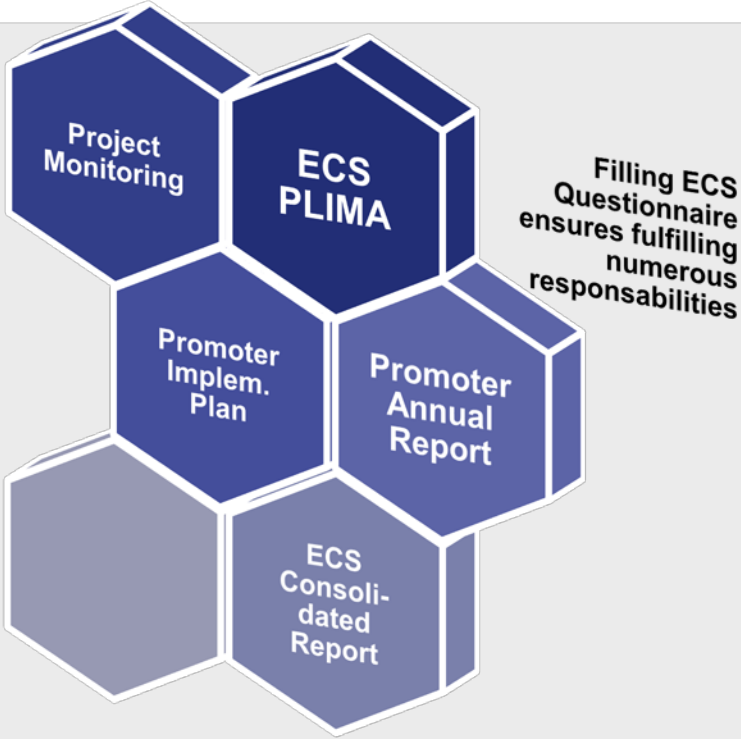 Project
Monitoring
ECS
PLIMA
Filling ECS
Questionnaire
ensures fulfilling
numerous
responsabilities
Promoter
Implem.
Plan
Promoter
Annual
Report
ECS
Consoli-
dated
Report